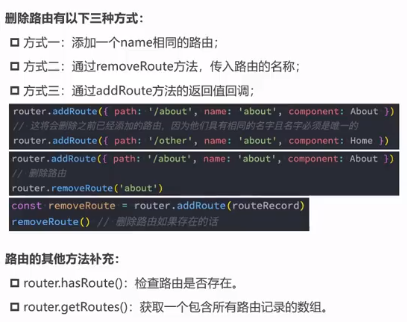 删除路由有以下三种方式：
方式一：添加一个name相同的路由；
方式二：通过removeRoute方法，传入路由的名称；
方式三：通过addRoute方法的返回值回调；
router.addRoute({ path: '/about', name: 'about', component: About })
// 这将会删除之前已经添加的路由，因为他们具有相同的名字且名字必须是唯一的
router.addRoute({ path: '/other', name: 'about', component: Home })
router.addRoute({ path: '/about', name: 'about', component: About })
// 删除路由
router.removeRoute('about')
const removeRoute = router.addRoute(routeRecord)
removeRoute() // 删除路由如果存在的话
路由的其他方法补充：
router.hasRoute()：检查路由是否存在。
router.getRoutes()：获取一个包含所有路由记录的数组。